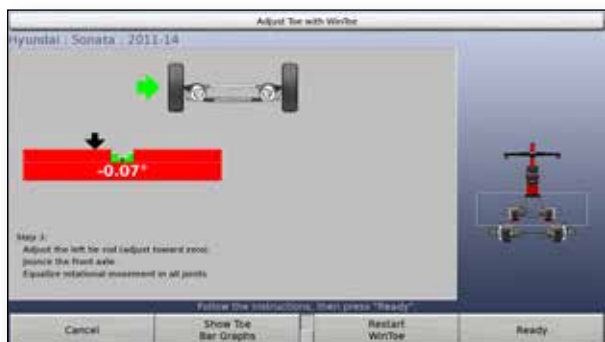 Adjust Toe with WinToe
Hyundai : Sonata : 2011-14
-0.07°
Step 3:
Adjust the left tie rod (adjust toward zero).
Jounce the front axle.
Equalize rotational movement in all joints.
Follow the instructions, then press "Ready".
Cancel
Show Toe
Bar Graphs
Restart
WinToe
Ready